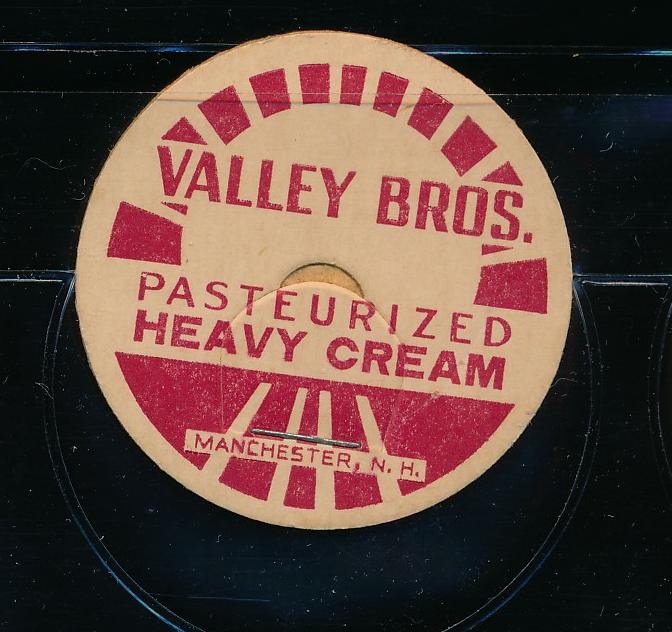 VALLEY BROS.
PASTEURIZED
HEAVY CREAM
MANCHESTER, N. H.